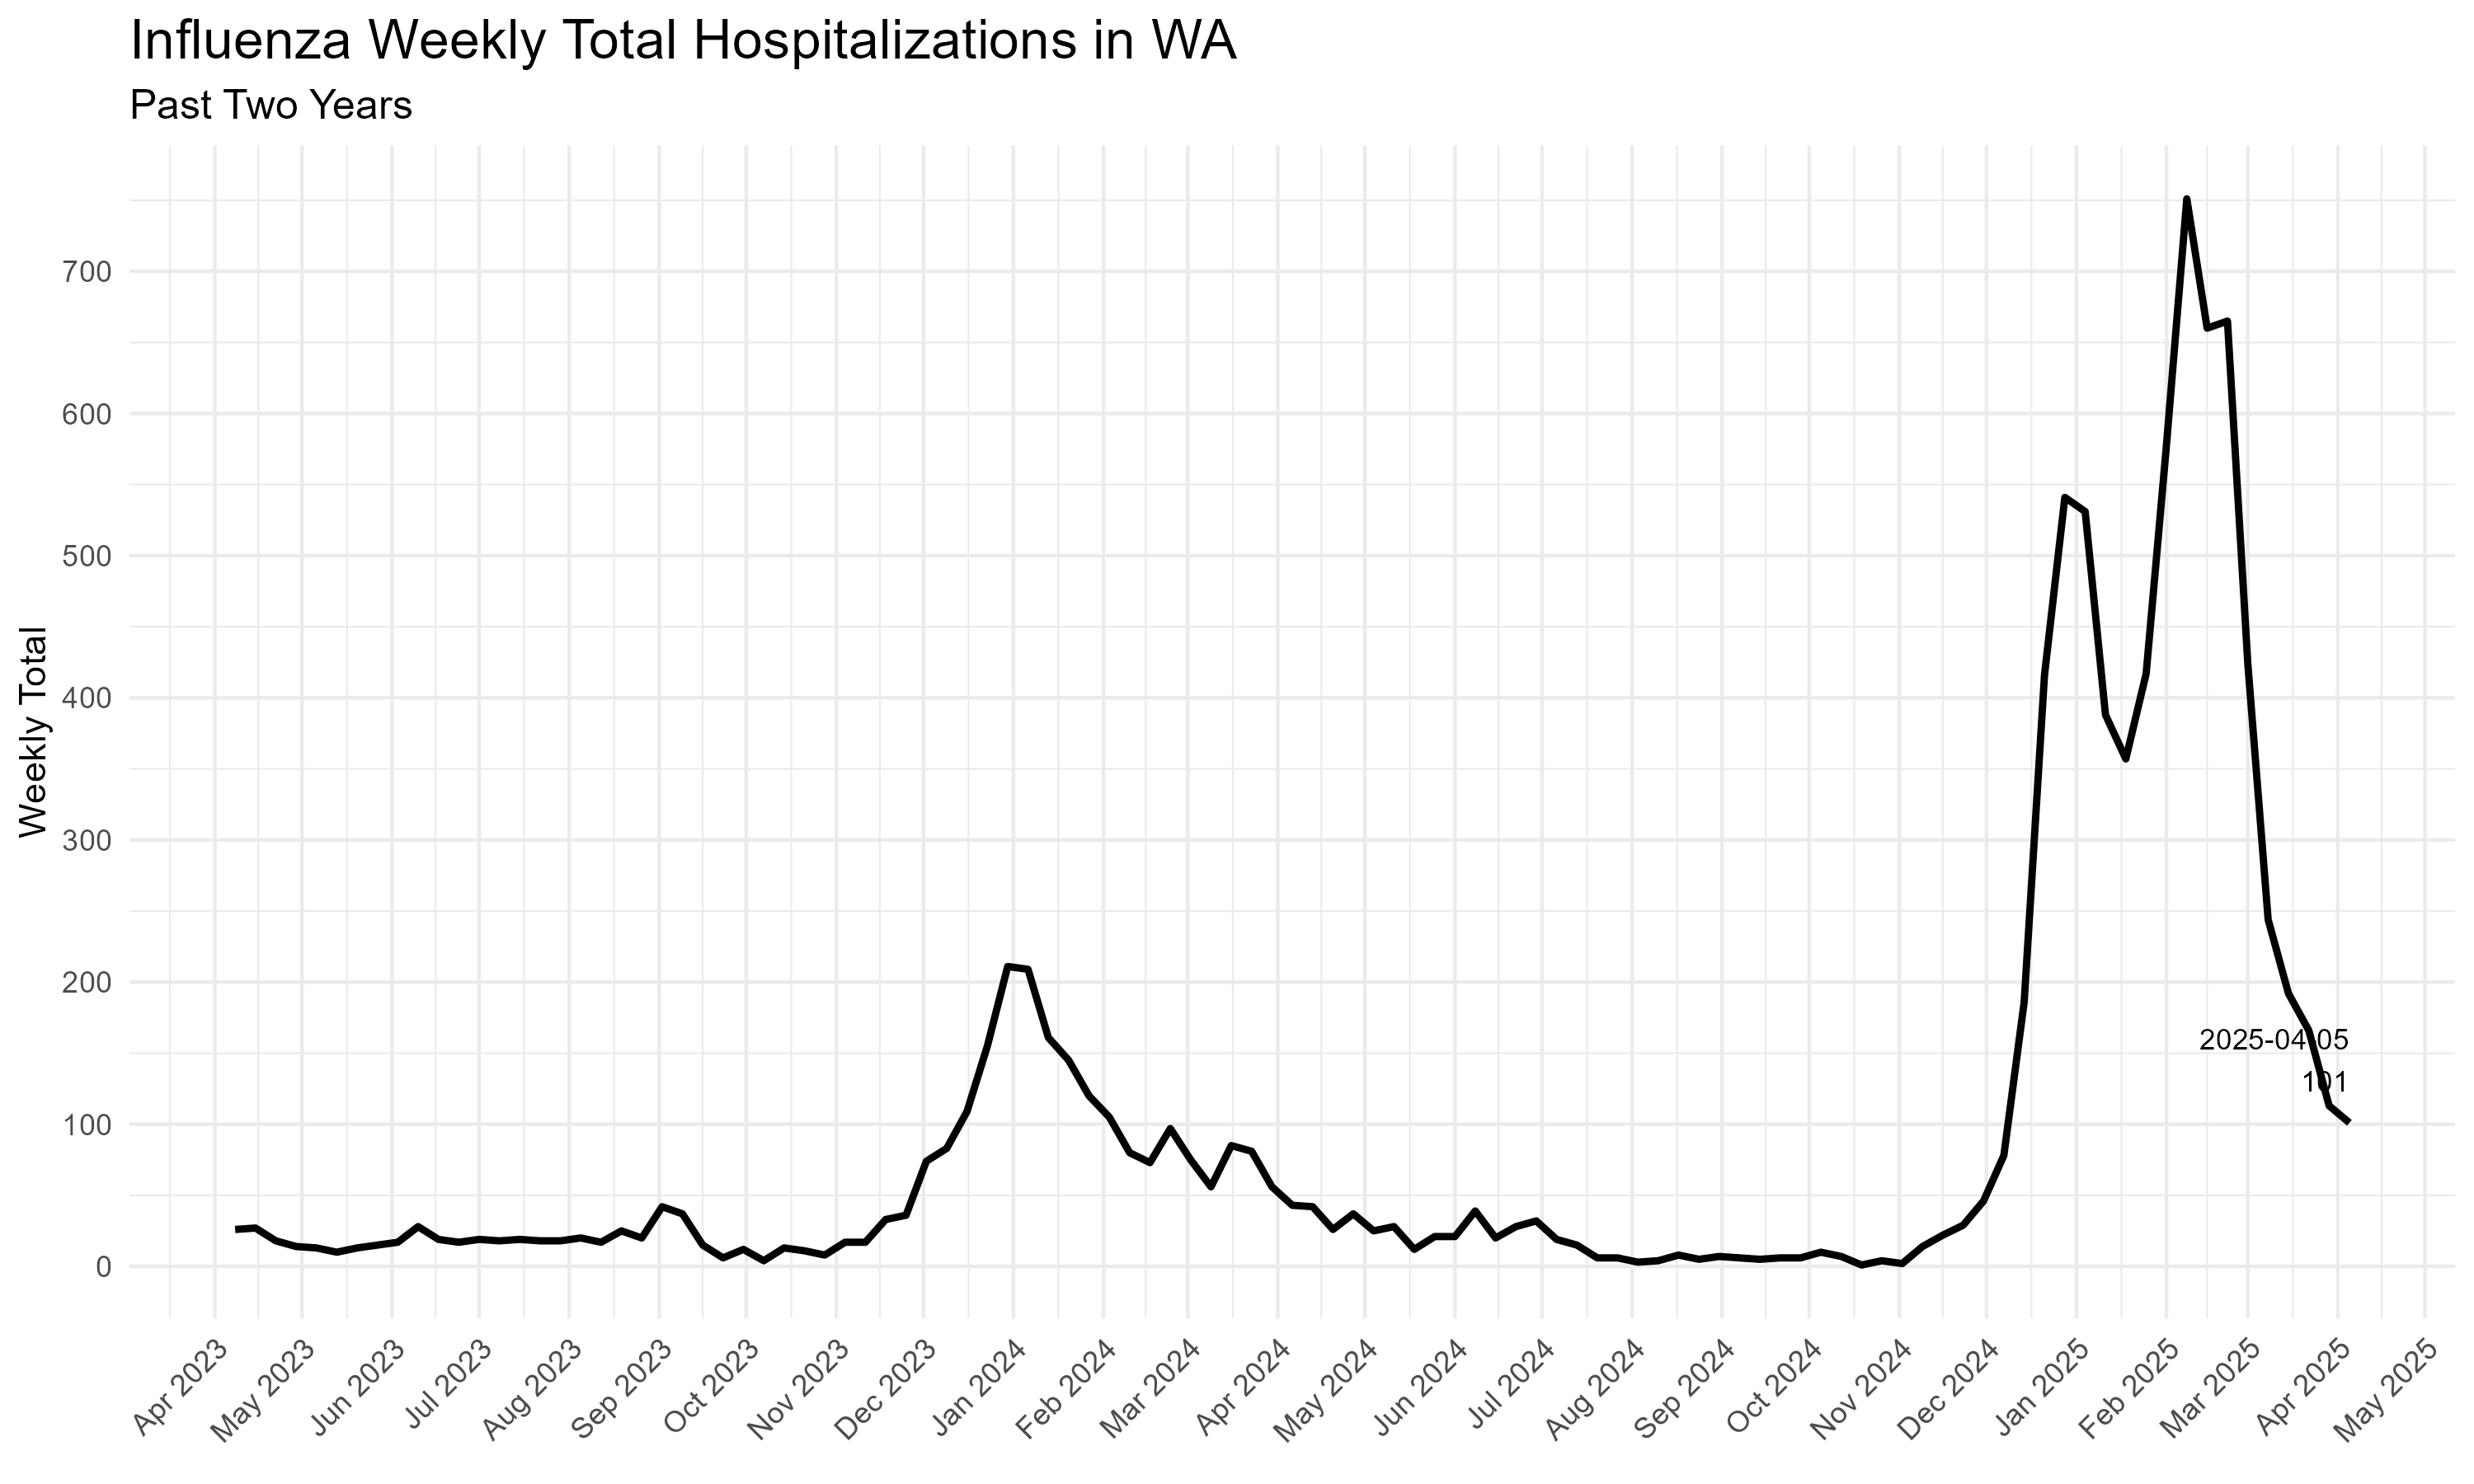 Influenza Weekly Total Hospitalizations in WA
Past Two Years
Weekly Total
700
600
500
400
300
200
100
0
2025-04-05
101
Apr 2023
May 2023
Jun 2023
Jul 2023
Aug 2023
Sep 2023
Oct 2023
Nov 2023
Dec 2023
Jan 2024
Feb 2024
Mar 2024
Apr 2024
May 2024
Jun 2024
Jul 2024
Aug 2024
Sep 2024
Oct 2024
Nov 2024
Dec 2024
Jan 2025
Feb 2025
Mar 2025
Apr 2025
May 2025